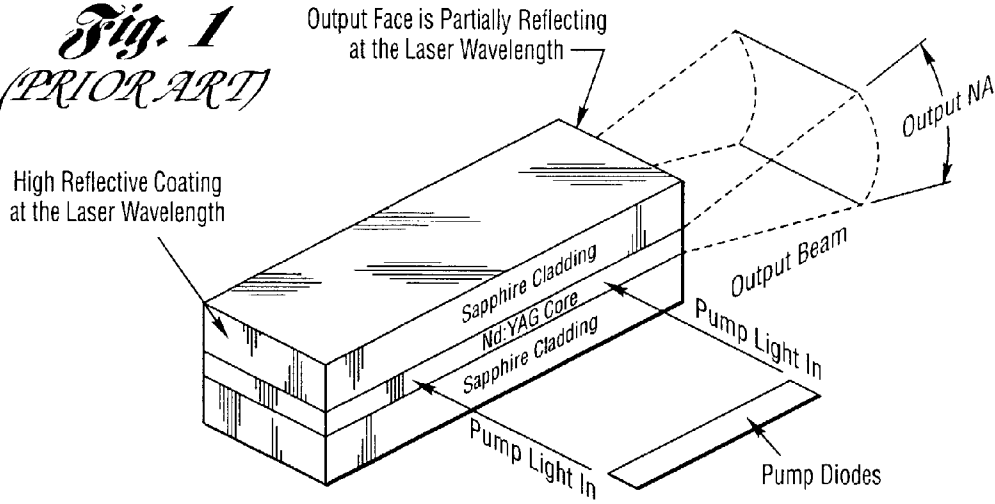 Fig. 1
(PRIOR ART)
Output Face is Partially Reflecting
at the Laser Wavelength
Output NA
High Reflective Coating
at the Laser Wavelength
Output Beam
Sapphire Cladding
Nd:YAG Core
Sapphire Cladding
Pump Light In
Pump Light In
Pump Diodes